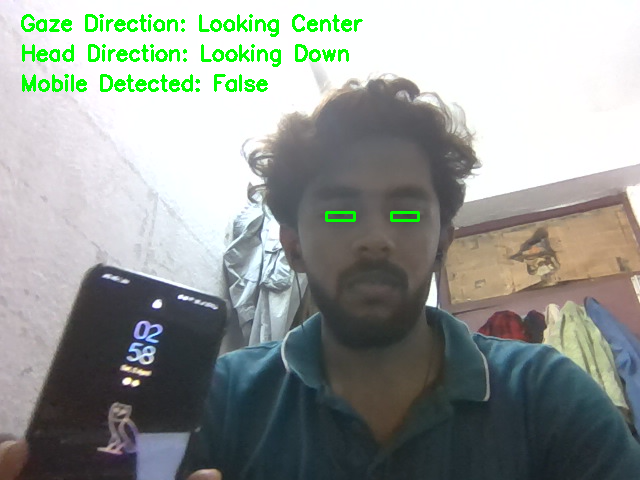 Gaze Direction: Looking Center
Head Direction: Looking Down
Mobile Detected: False
02
58